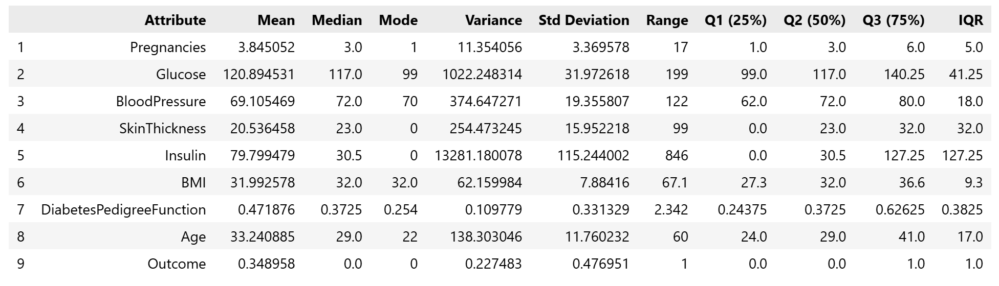 Attribute Mean Median Mode Variance Std Deviation Range Q1 (25%) Q2 (50%) Q3 (75%) IQR
1 Pregnancies 3.845052 3.0 1 11.354056 3.369578 17 1.0 3.0 6.0 5.0
2 Glucose 120.894531 117.0 99 1022.248314 31.972618 199 99.0 117.0 140.25 41.25
3 BloodPressure 69.105469 72.0 70 374.647271 19.355807 122 62.0 72.0 80.0 18.0
4 SkinThickness 20.536458 23.0 0 254.473245 15.952218 99 0.0 23.0 32.0 32.0
5 Insulin 79.799479 30.5 0 13281.180078 115.244002 846 0.0 30.5 127.25 127.25
6 BMI 31.992578 32.0 32.0 62.159984 7.88416 67.1 27.3 32.0 36.6 9.3
7 DiabetesPedigreeFunction 0.471876 0.3725 0.254 0.109779 0.331329 2.342 0.24375 0.3725 0.62625 0.3825
8 Age 33.240885 29.0 22 138.303046 11.760232 60 24.0 29.0 41.0 17.0
9 Outcome 0.348958 0.0 0 0.227483 0.476951 1 0.0 0.0 1.0 1.0